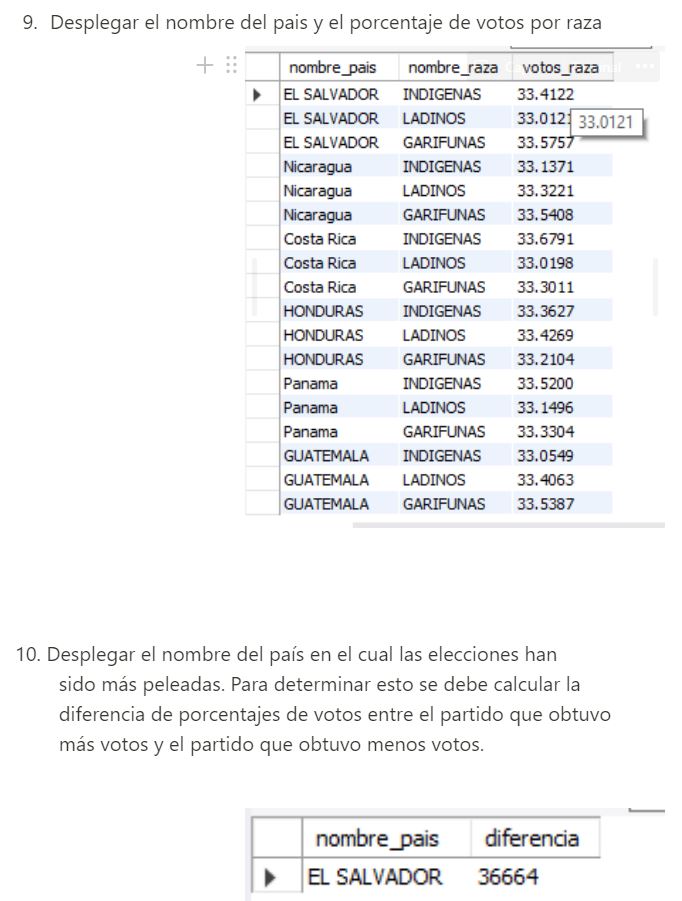 9. Desplegar el nombre del pais y el porcentaje de votos por raza
nombre_pais nombre_raza votos_raza
EL SALVADOR INDIGENAS 33.4122
EL SALVADOR LADINOS 33.0121
33.0121
EL SALVADOR GARIFUNAS 33.5757
Nicaragua INDIGENAS 33.1371
Nicaragua LADINOS 33.3221
Nicaragua GARIFUNAS 33.5408
Costa Rica INDIGENAS 33.6791
Costa Rica LADINOS 33.0198
Costa Rica GARIFUNAS 33.3011
HONDURAS INDIGENAS 33.3627
HONDURAS LADINOS 33.4269
HONDURAS GARIFUNAS 33.2104
Panama INDIGENAS 33.5200
Panama LADINOS 33.1496
Panama GARIFUNAS 33.3304
GUATEMALA INDIGENAS 33.0549
GUATEMALA LADINOS 33.4063
GUATEMALA GARIFUNAS 33.5387
10. Desplegar el nombre del país en el cual las elecciones han
sido más peleadas. Para determinar esto se debe calcular la
diferencia de porcentajes de votos entre el partido que obtuvo
más votos y el partido que obtuvo menos votos.
nombre_pais diferencia
EL SALVADOR 36664